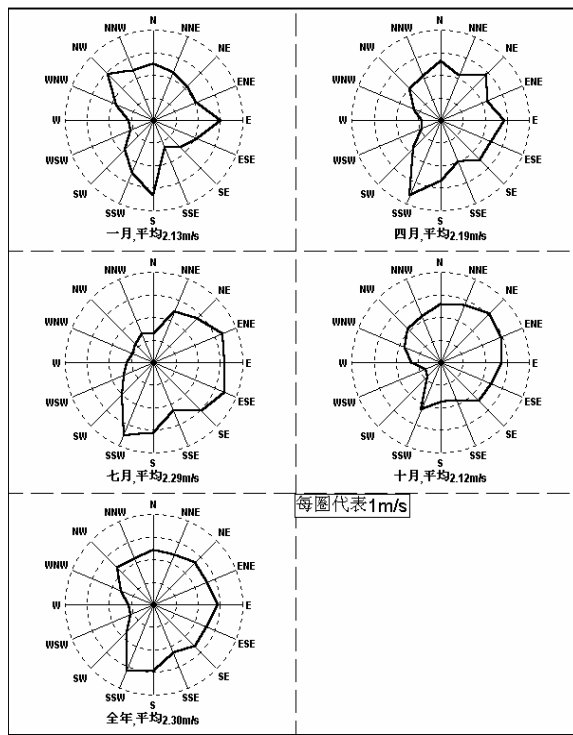 N
NNW NNE
NW NE
WNW ENE
W E
WSW ESE
SW SE
SSW SSE
S
一月,平均2.13m/s
N
NNW NNE
NW NE
WNW ENE
W E
WSW ESE
SW SE
SSW SSE
S
四月,平均2.19m/s
N
NNW NNE
NW NE
WNW ENE
W E
WSW ESE
SW SE
SSW SSE
S
七月,平均2.29m/s
N
NNW NNE
NW NE
WNW ENE
W E
WSW ESE
SW SE
SSW SSE
S
十月,平均2.12m/s
每圈代表1m/s
N
NNW NNE
NW NE
WNW ENE
W E
WSW ESE
SW SE
SSW SSE
S
全年,平均2.30m/s